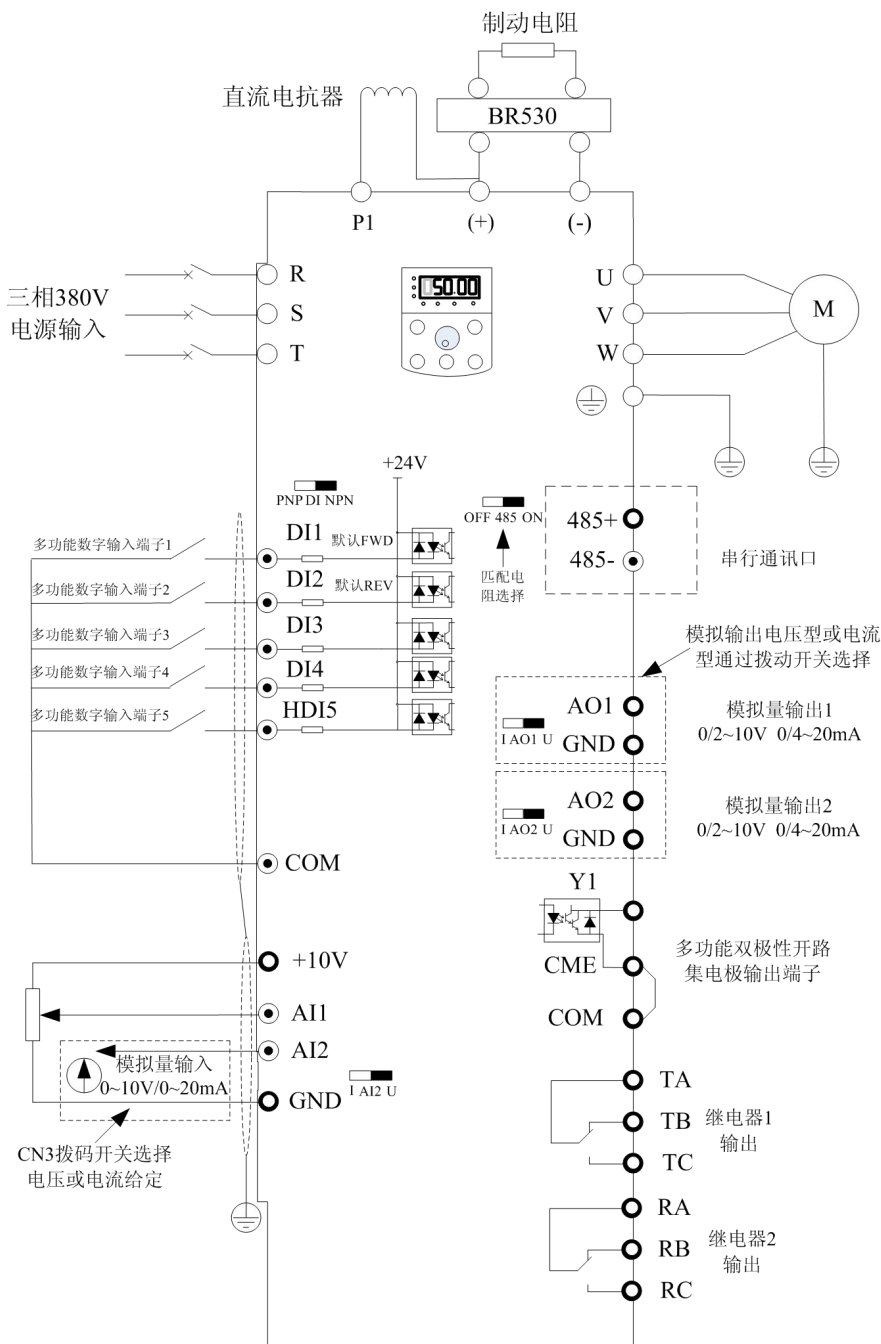 制动电阻
直流电抗器
BR530
P1
(+)
(-)
三相380V
电源输入
R
S
T
50.00
U
V
W
M
+24V
PNP DI NPN
DI1
默认FWD
多功能数字输入端子1
DI2
默认REV
多功能数字输入端子2
DI3
多功能数字输入端子3
DI4
多功能数字输入端子4
HDI5
多功能数字输入端子5
COM
OFF 485 ON
匹配电
阻选择
485+
485-
串行通讯口
模拟输出电压型或电流
型通过拨动开关选择
AO1
I AO1 U
GND
模拟量输出1
0/2~10V 0/4~20mA
AO2
I AO2 U
GND
模拟量输出2
0/2~10V 0/4~20mA
Y1
CME
COM
多功能双极性开路
集电极输出端子
+10V
AI1
AI2
模拟量输入
0~10V/0~20mA
I AI2 U
GND
CN3拨码开关选择
电压或电流给定
TA
TB
TC
继电器1
输出
RA
RB
RC
继电器2
输出